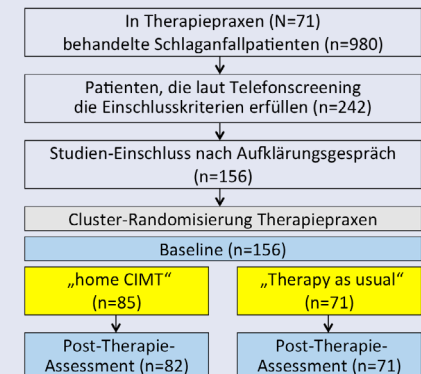 In Therapiepraxen (N=71)
behandelte Schlaganfallpatienten (n=980)
Patienten, die laut Telefonscreening
die Einschlusskriterien erfüllen (n=242)
Studien-Einschluss nach Aufklärungsgespräch
(n=156)
Cluster-Randomisierung Therapiepraxen
Baseline (n=156)
„home CIMT“
(n=85)
„Therapy as usual“
(n=71)
Post-Therapie-
Assessment (n=82)
Post-Therapie-
Assessment (n=71)